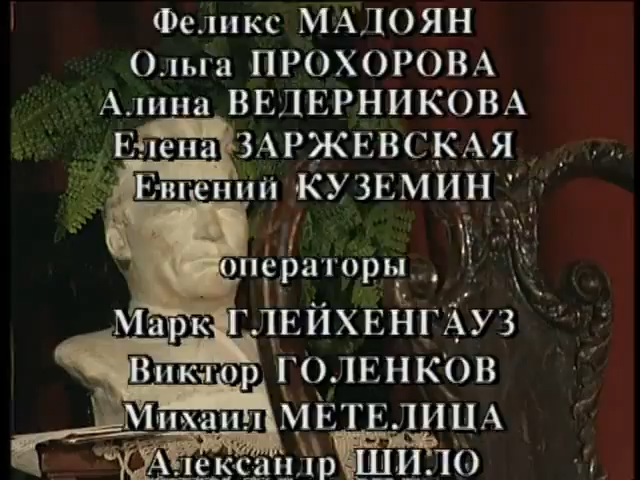 Феликс МАДОЯН
Ольга ПРОХОРОВА
Алина ВЕДЕРНИКОВА
Елена ЗАРЖЕВСКАЯ
Евгений КУЗЕМИН
операторы
Марк ГЛЕЙХЕНГАУЗ
Виктор ГОЛЕНКОВ
Михаил МЕТЕЛИЦА
Александр ШИЛО